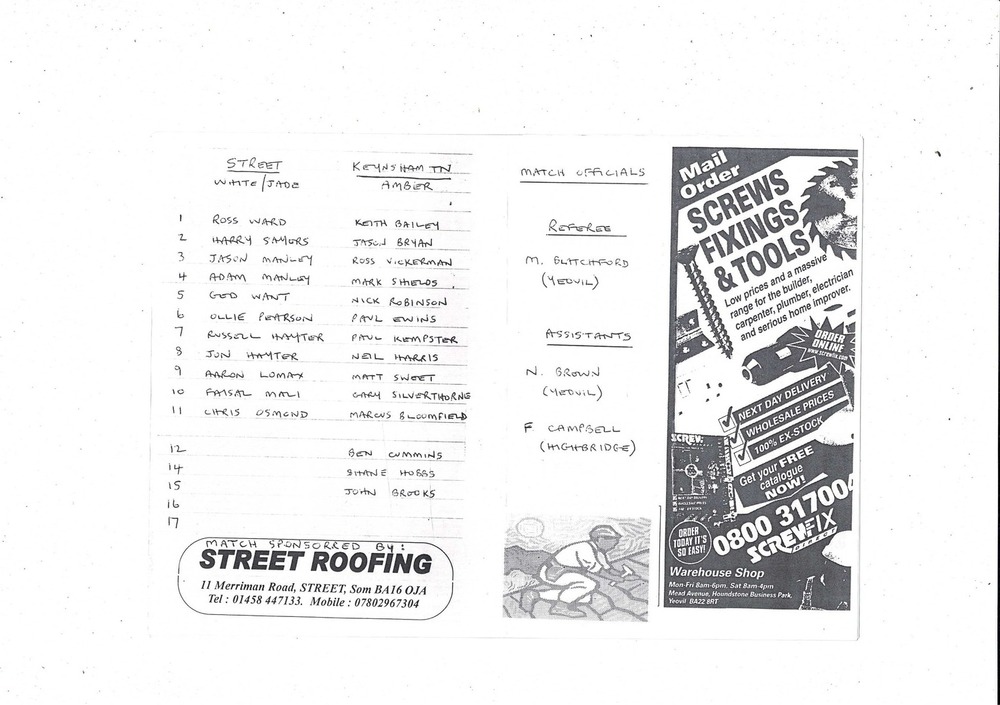 STREET KEYNSHAM TN
WHITE/JADE AMBER
1 ROSS WARD KEITH BAILEY
2 HARRY SAYERS JASON BRYAN
3 JASON MANLEY ROSS VICKERMAN
4 ADAM MANLEY MARK SHIELDS
5 GED WANT NICK ROBINSON
6 OLLIE PEARSON PAUL EWINS
7 RUSSELL HAYTER PAUL KEMPSTER
8 JON HAYTER NEIL HARRIS
9 AARON LOMAX MATT SWEET
10 FAISAL MALI GARY SILVERTHORNE
11 CHRIS OSMOND MARCUS BLOOMFIELD
12 BEN CUMMINS
14 SHANE HOBBS
15 JOHN BROOKS
16
17
MATCH SPONSORRED BY:
STREET ROOFING
11 Merriman Road, STREET, Som BA16 OJA
Tel : 01458 447133. Mobile : 07802967304
MATCH OFFICIALS
REFEREE
M. BLITCHFORD
(YEOVIL)
ASSISTANTS
N. BROWN
(YEOVIL)
F CAMPBELL
(HIGHBRIDGE)
Mail
Order
SCREWS
FIXINGS
& TOOLS
Low prices and a massive
range for the builder,
carpenter, plumber, electrician
and serious home improver.
ORDER
ONLINE
www.screwfix.com
NEXT DAY DELIVERY
WHOLESALE PRICES
100% EX-STOCK
SCREW
Get your FREE
catalogue
NOW!
0800 317004
ORDER
TODAY IT'S
SO EASY!
SCREWFIX
DIRECT
Warehouse Shop
Mon-Fri 8am-6pm, Sat 8am-4pm
Mead Avenue, Houndstone Business Park,
Yeovil BA22 8RT